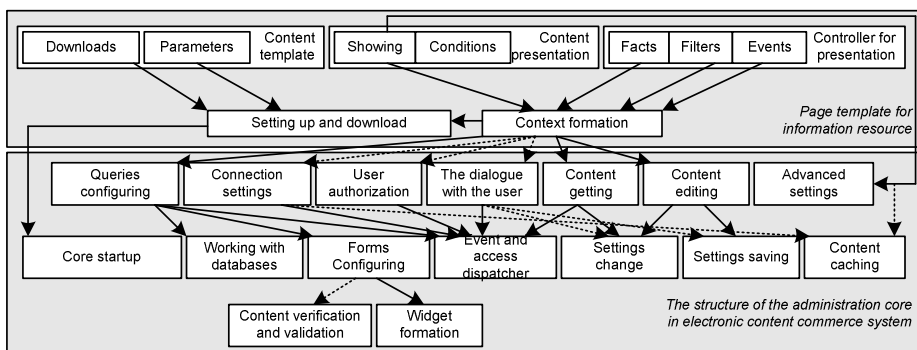 Downloads
Parameters
Content
template
Showing
Conditions
Content
presentation
Facts
Filters
Events
Controller for
presentation
Setting up and download
Context formation
Page template for
information resource
Queries
configuring
Connection
settings
User
authorization
The dialogue
with the user
Content
getting
Content
editing
Advanced
settings
Core startup
Working with
databases
Forms
Configuring
Event and
access
dispatcher
Settings
change
Settings saving
Content
caching
Content verification
and validation
Widget
formation
The structure of the administration core
in electronic content commerce system